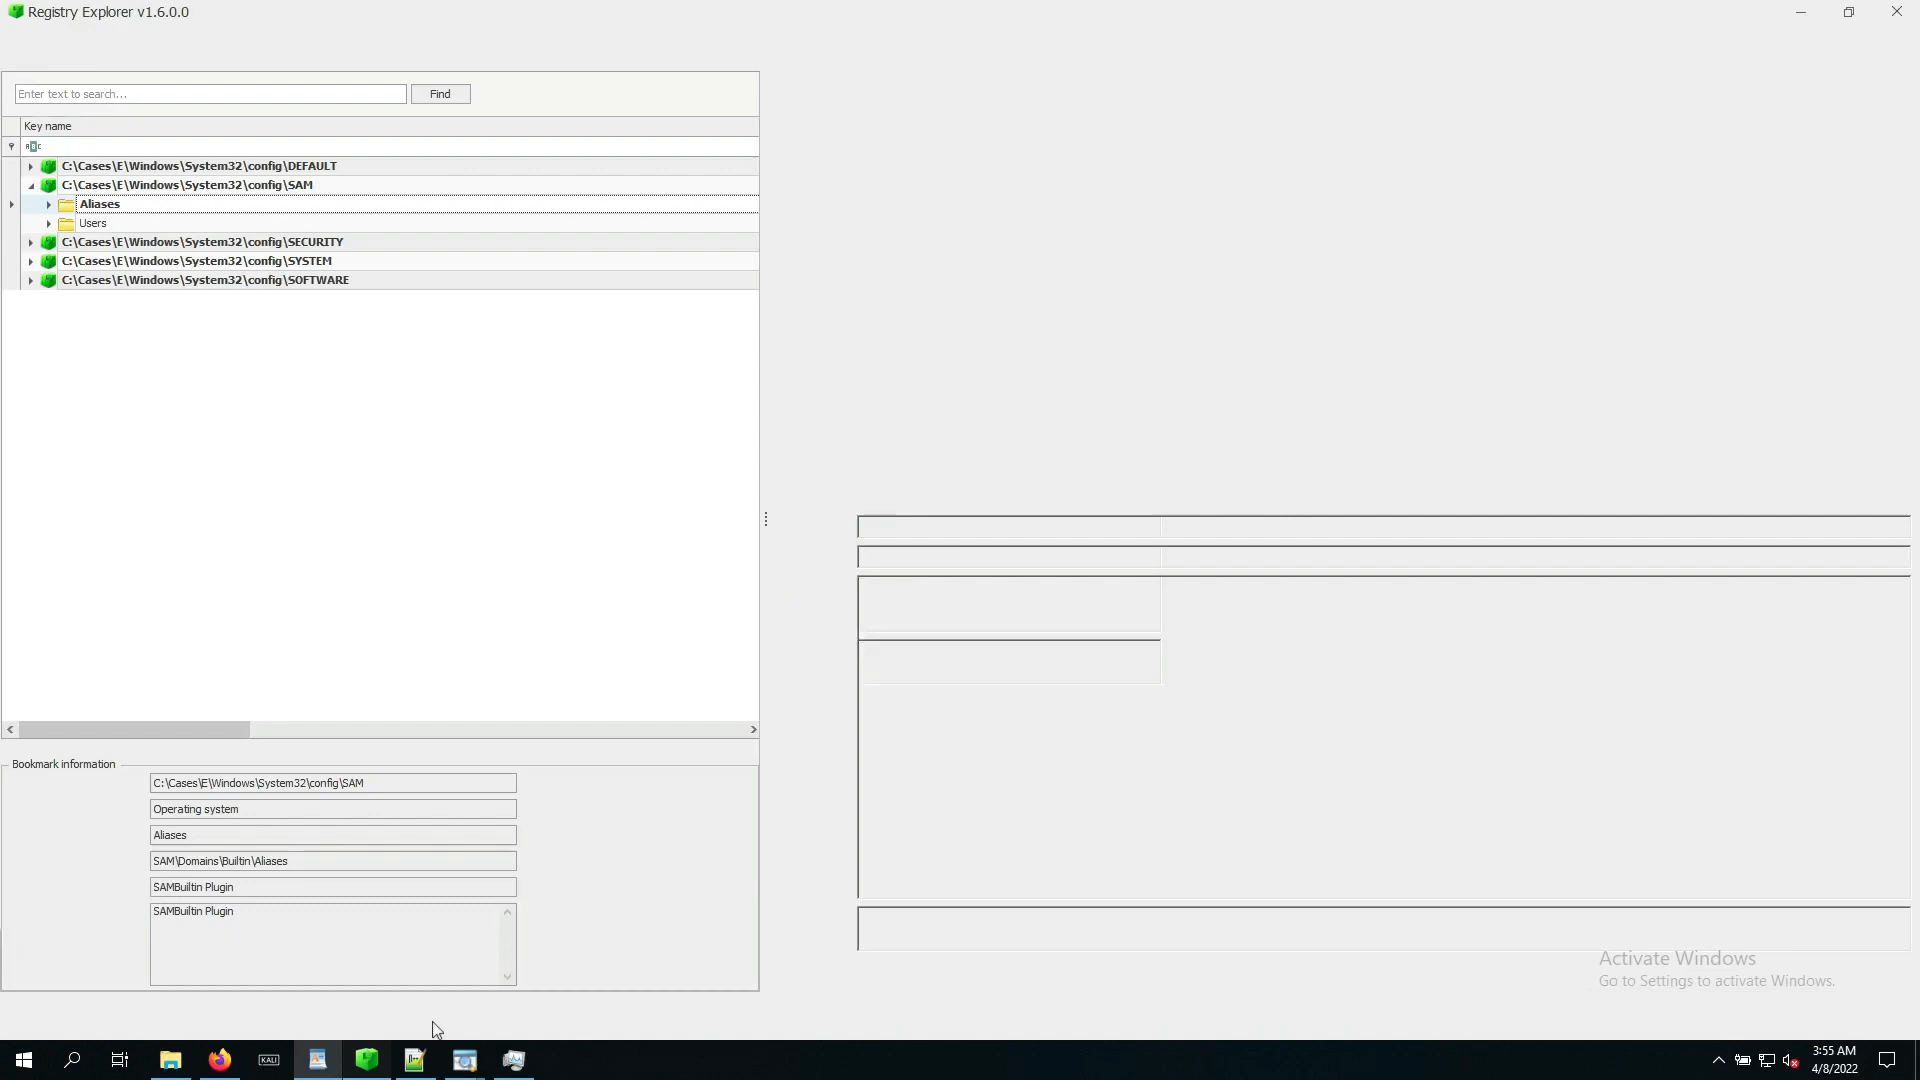 Registry Explorer v1.6.0.0
Enter text to search...
Find
Key name
C:\Cases\E\Windows\System32\config\DEFAULT
C:\Cases\E\Windows\System32\config\SAM
Aliases
Users
C:\Cases\E\Windows\System32\config\SECURITY
C:\Cases\E\Windows\System32\config\SYSTEM
C:\Cases\E\Windows\System32\config\SOFTWARE
Bookmark information
C:\Cases\E\Windows\System32\config\SAM
Operating system
Aliases
SAM\Domains\Builtin\Aliases
SAMBuiltin Plugin
SAMBuiltin Plugin
Activate Windows
Go to Settings to activate Windows.
KALI
3:55 AM
4/8/2022